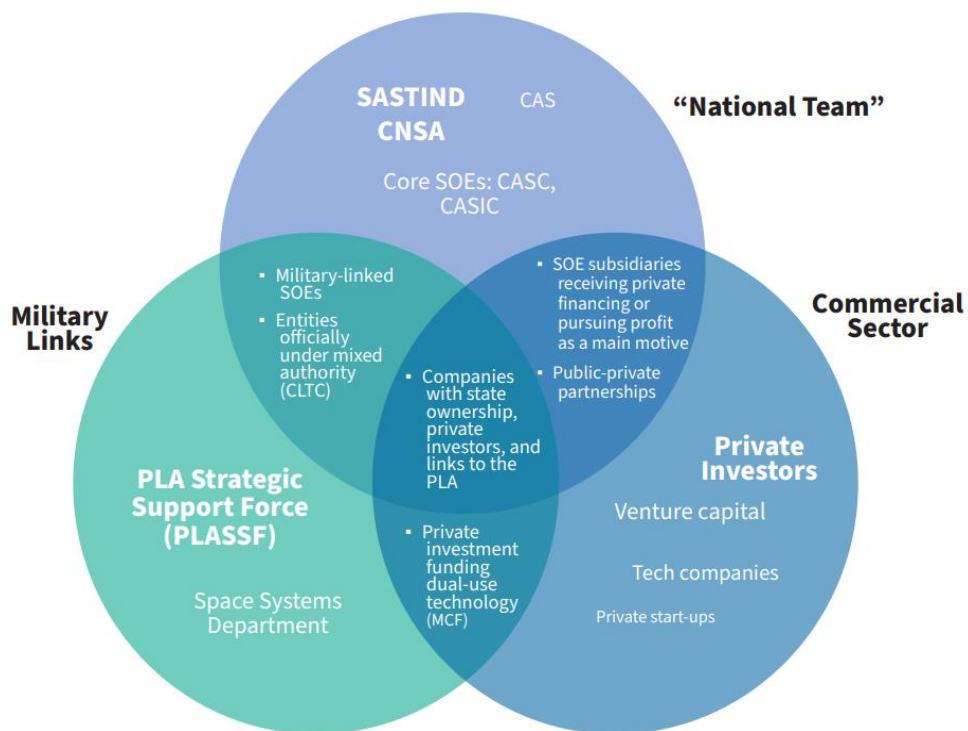 SASTIND
CNSA
CAS
“National Team”
Core SOEs: CASC,
CASIC
▪ Military-linked
SOEs
▪ Entities
officially
under mixed
authority
(CLTC)
▪ SOE subsidiaries
receiving private
financing or
pursuing profit
as a main motive
▪ Public-private
partnerships
Military
Links
Commercial
Sector
▪ Companies
with state
ownership,
private
investors, and
links to the
PLA
PLA Strategic
Support Force
(PLASSF)
Space Systems
Department
▪ Private
investment
funding
dual-use
technology
(MCF)
Private
Investors
Venture capital
Tech companies
Private start-ups